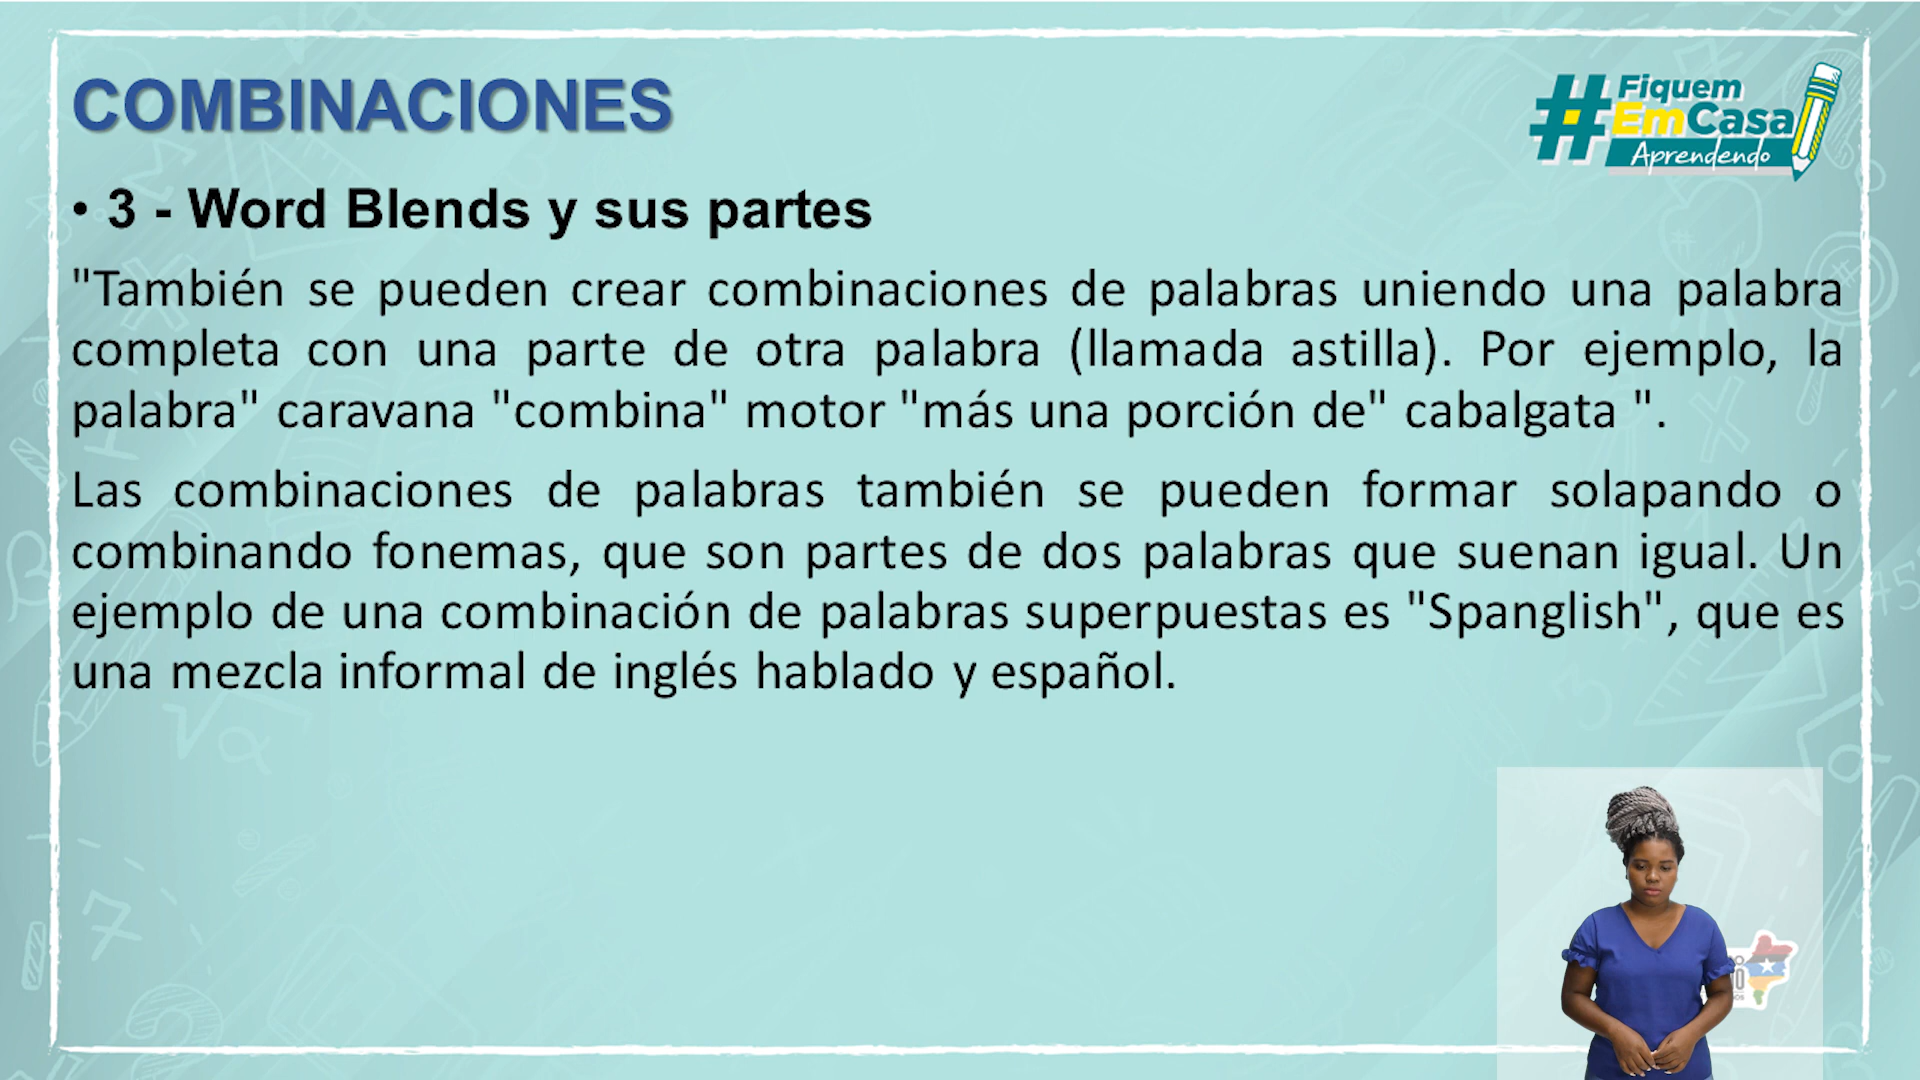 COMBINACIONES
#Fiquem
EmCasa
Aprendendo
• 3 - Word Blends y sus partes
"También se pueden crear combinaciones de palabras uniendo una palabra
completa con una parte de otra palabra (llamada astilla). Por ejemplo, la
palabra" caravana "combina" motor "más una porción de" cabalgata ".
Las combinaciones de palabras también se pueden formar solapando o
combinando fonemas, que son partes de dos palabras que suenan igual. Un
ejemplo de una combinación de palabras superpuestas es "Spanglish", que es
una mezcla informal de inglés hablado y español.